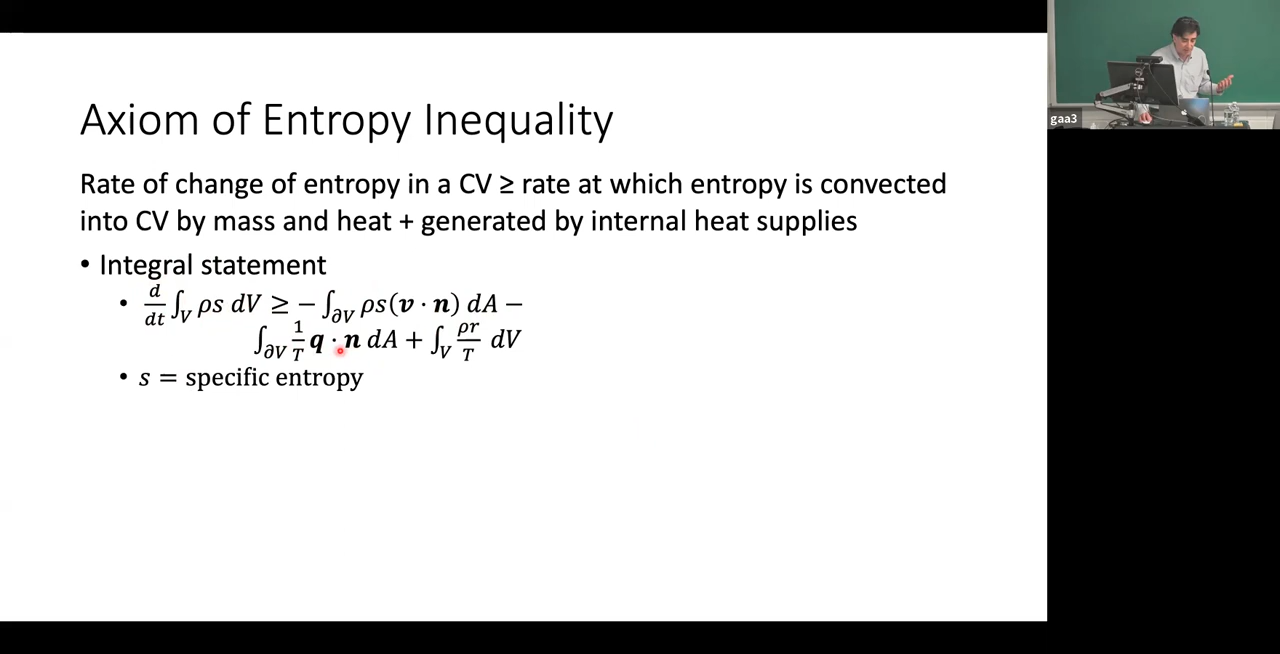 Axiom of Entropy Inequality
gaa3
Rate of change of entropy in a CV ≥ rate at which entropy is convected
into CV by mass and heat + generated by internal heat supplies
• Integral statement
• d/dt ∫_V ρs dV ≥ − ∫_∂V ρs(v · n) dA −
∫_∂V 1/T q · n dA + ∫_V ρr/T dV
• s = specific entropy